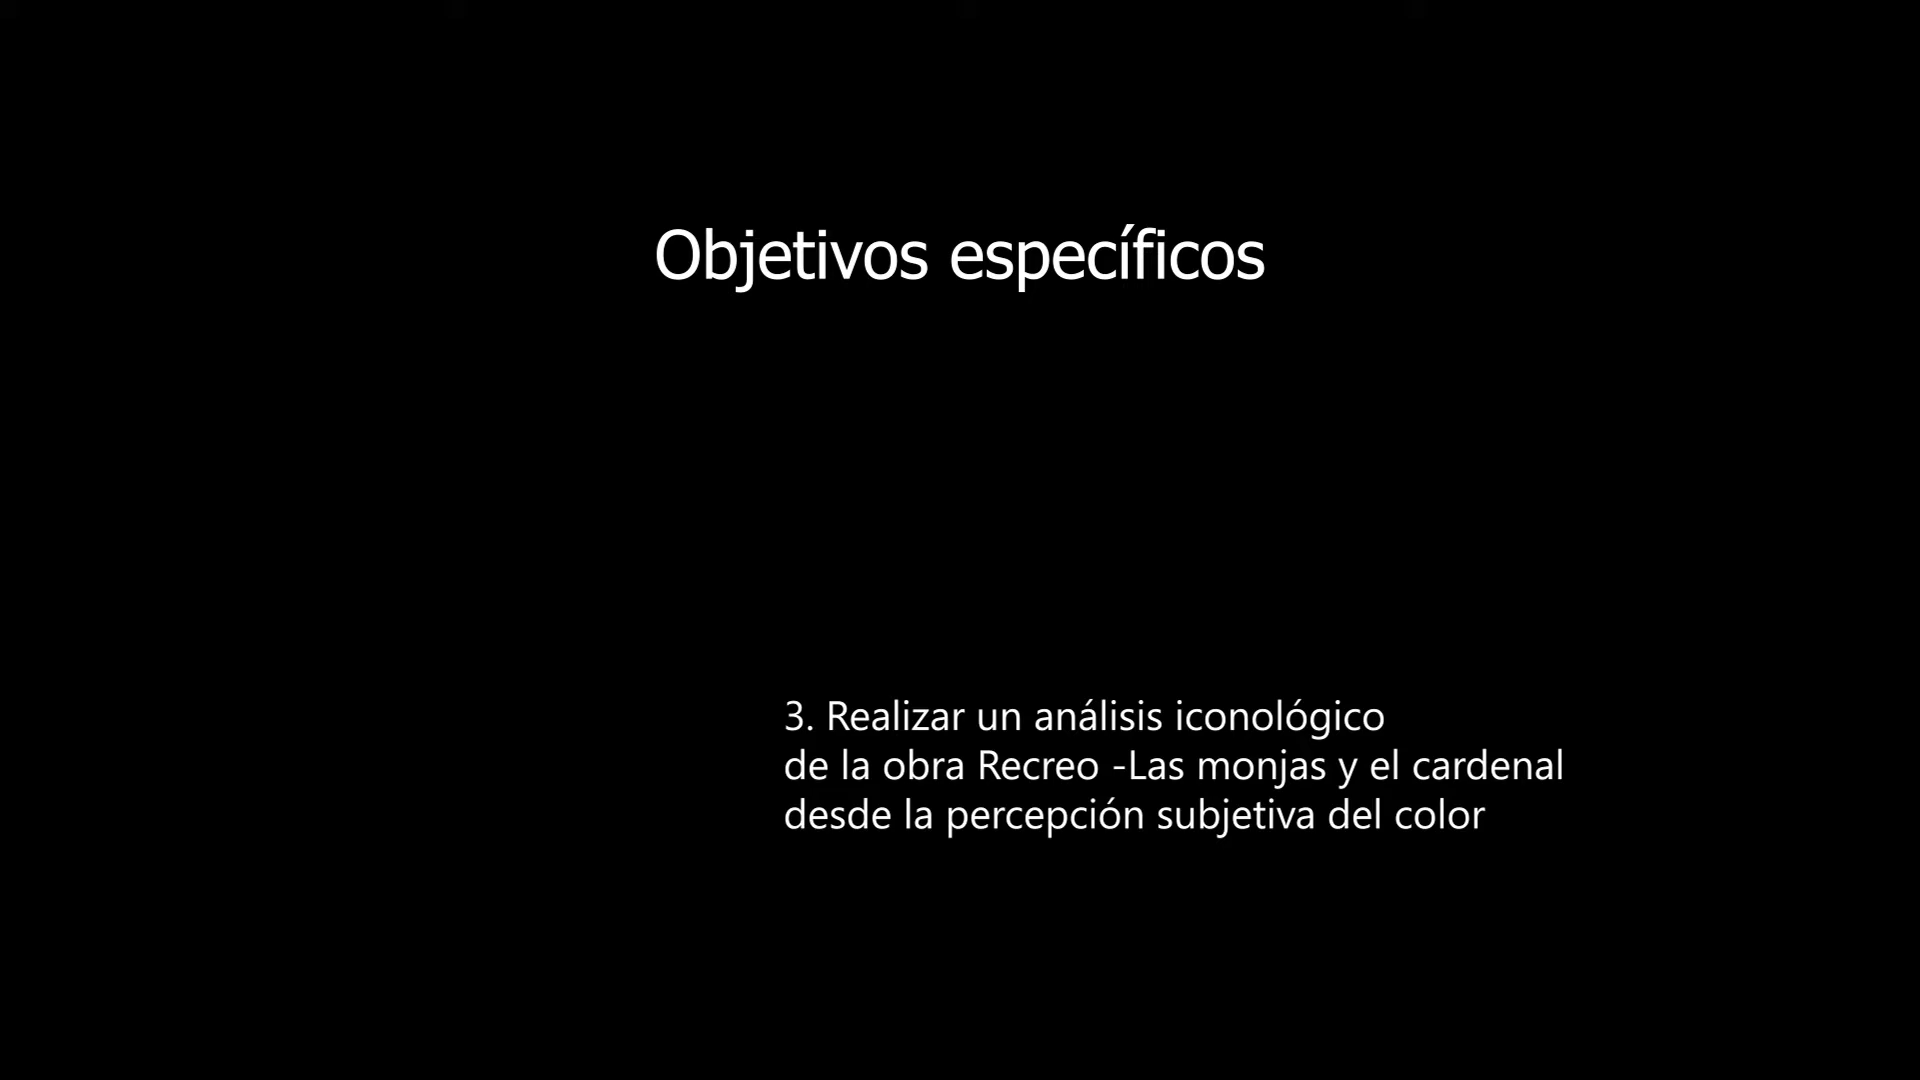 Objetivos específicos
3. Realizar un análisis iconológico
de la obra Recreo -Las monjas y el cardenal
desde la percepción subjetiva del color